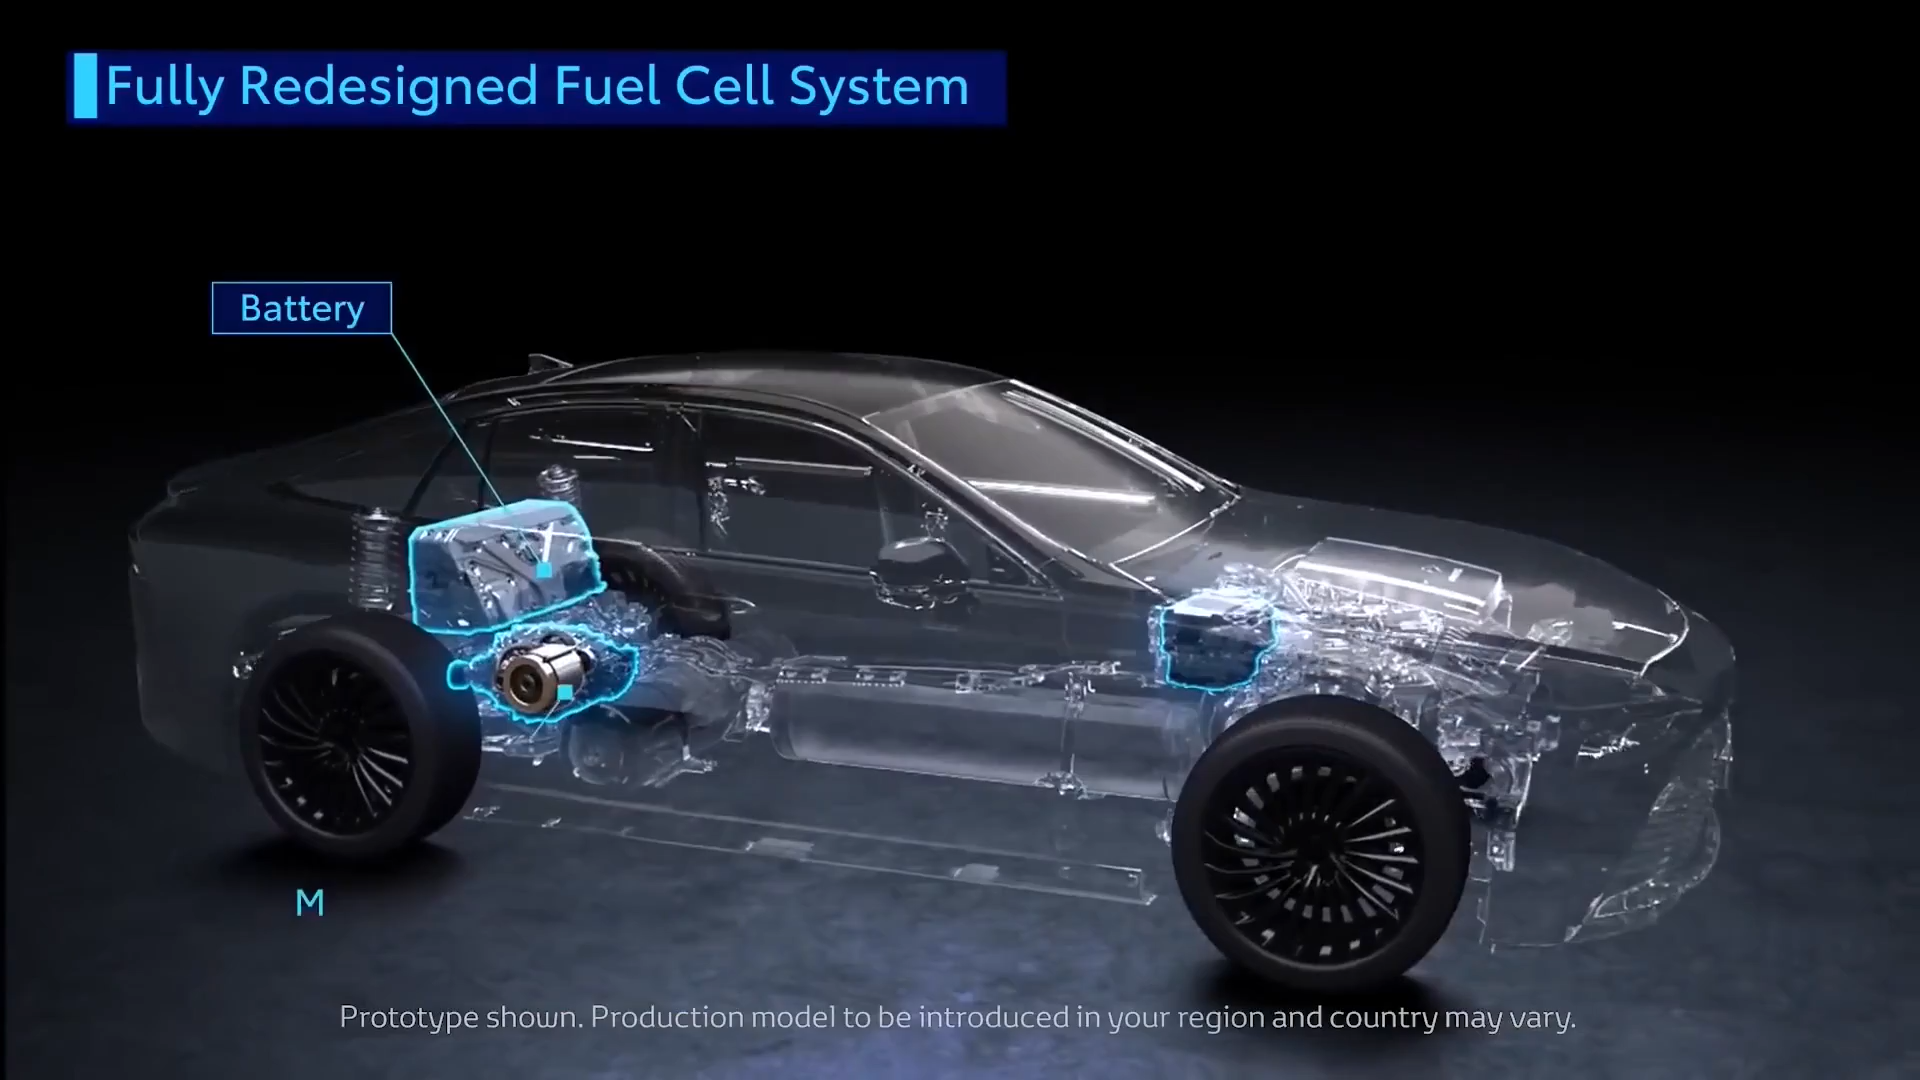 Fully Redesigned Fuel Cell System
Battery
M
Prototype shown. Production model to be introduced in your region and country may vary.